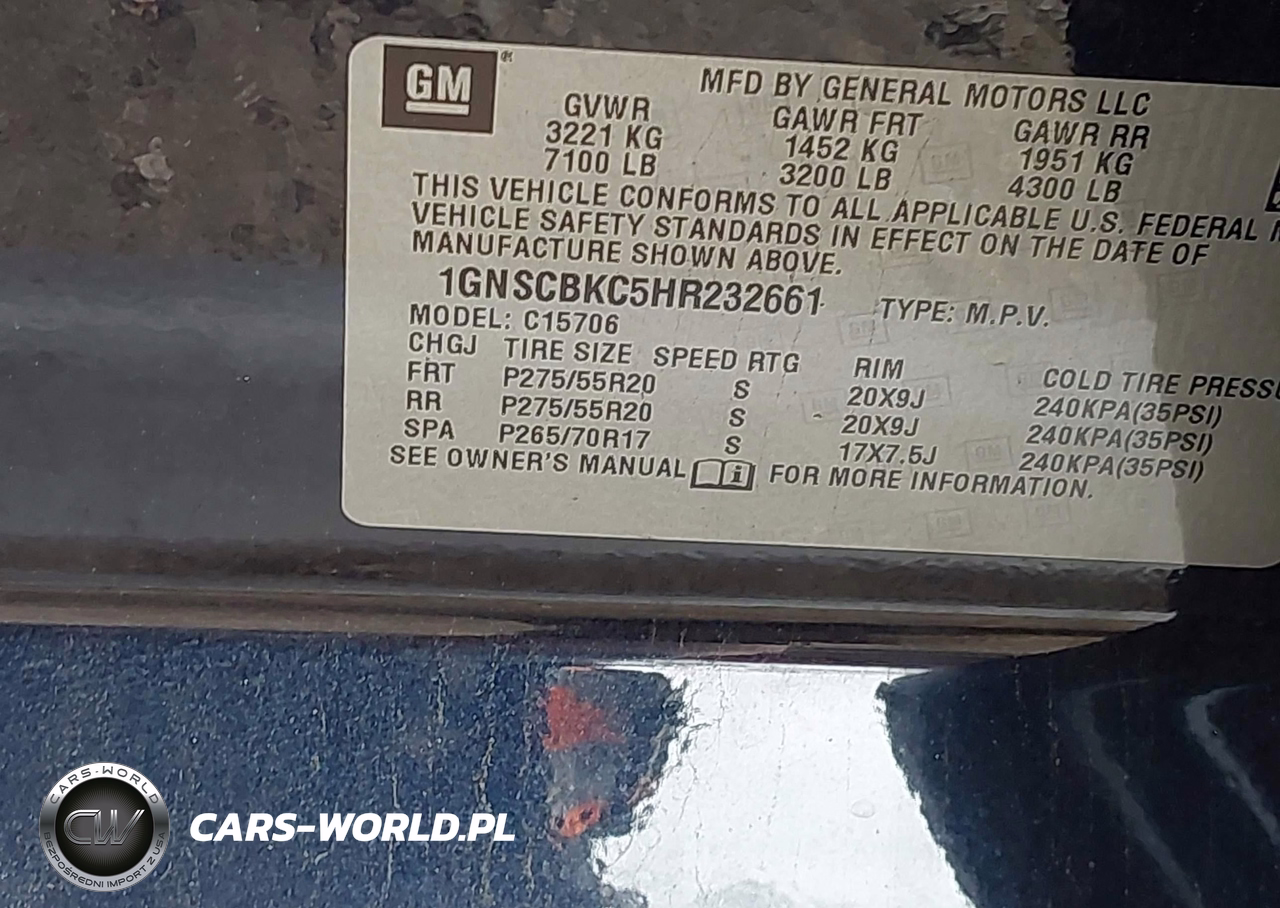 GM
MFD BY GENERAL MOTORS LLC
GVWR GAWR FRT GAWR RR
3221 KG 1452 KG 1951 KG
7100 LB 3200 LB 4300 LB
THIS VEHICLE CONFORMS TO ALL APPLICABLE U.S. FEDERAL
VEHICLE SAFETY STANDARDS IN EFFECT ON THE DATE OF
MANUFACTURE SHOWN ABOVE.
1GNSCBKC5HR232661 TYPE: M.P.V.
MODEL: C15706
CHGJ TIRE SIZE SPEED RTG RIM COLD TIRE PRESSU
FRT P275/55R20 S 20X9J 240KPA(35PSI)
RR P275/55R20 S 20X9J 240KPA(35PSI)
SPA P265/70R17 S 17X7.5J 240KPA(35PSI)
SEE OWNER'S MANUAL i FOR MORE INFORMATION.
CARS-WORLD
CW
BEZPOŚREDNI IMPORT Z USA
CARS-WORLD.PL